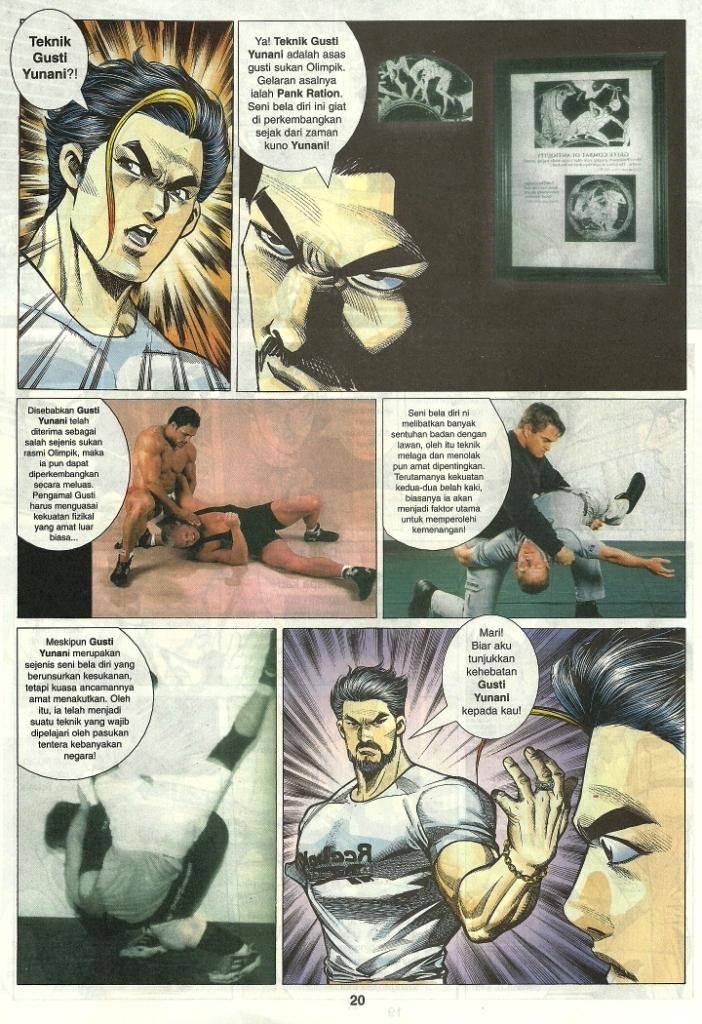 Teknik
Gusti
Yunani?!
Ya! Teknik Gusti
Yunani adalah asas
gusti sukan Olimpik.
Gelaran asalnya
ialah Pank Ration.
Seni bela diri ini giat
di perkembangkan
sejak dari zaman
kuno Yunani!
Disebabkan Gusti
Yunani telah
diterima sebagai
salah sejenis sukan
rasmi Olimpik, maka
ia pun dapat
diperkembangkan
secara meluas.
Pengamal Gusti
harus menguasai
kekuatan fizikal
yang amat luar
biasa...
Seni bela diri ni
melibatkan banyak
sentuhan badan dengan
lawan, oleh itu teknik
melaga dan menolak
pun amat dipentingkan.
Terutamanya kekuatan
kedua-dua belah kaki,
biasanya ia akan
menjadi faktor utama
untuk memperolehi
kemenangan!
Meskipun Gusti
Yunani merupakan
sejenis seni bela diri yang
berunsurkan kesukanan,
tetapi kuasa ancamannya
amat menakutkan. Oleh
itu, ia telah menjadi
suatu teknik yang wajib
dipelajari oleh pasukan
tentera kebanyakan
negara!
Mari!
Biar aku
tunjukkan
kehebatan
Gusti
Yunani
kepada kau!
Reebok
20